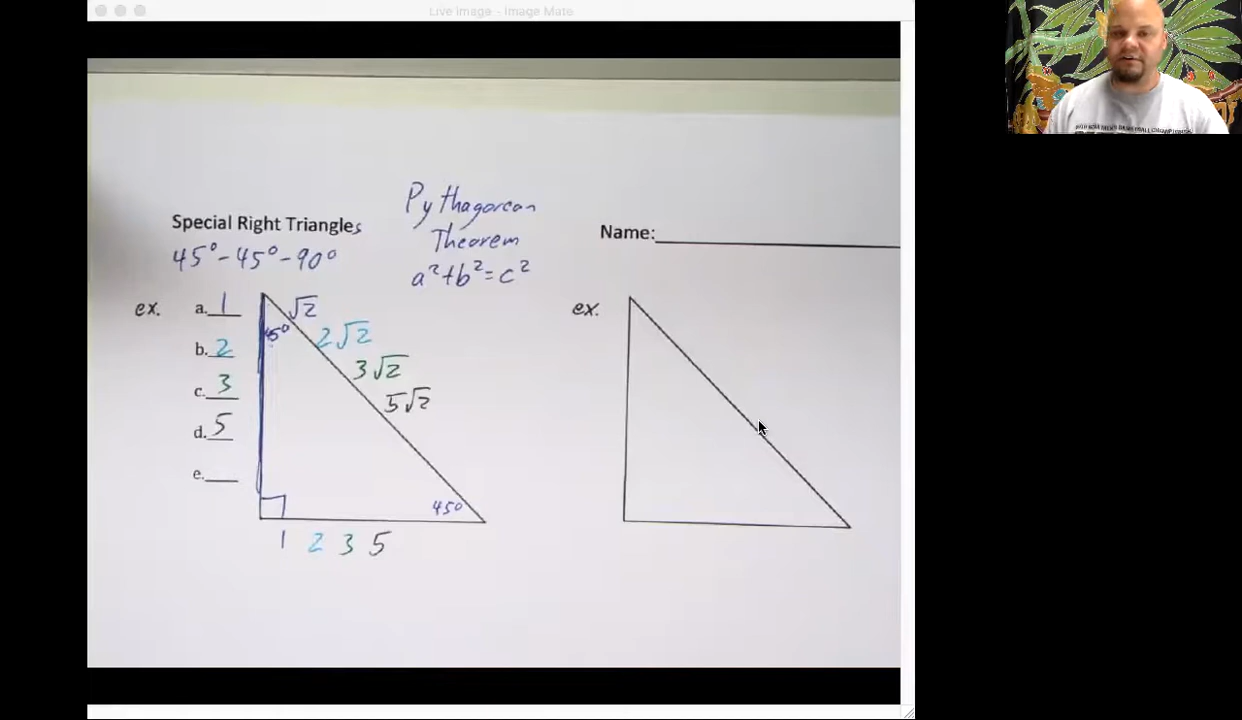 Live Image - Image Mate
Pythagorean
Theorem
a²+b²=c²
Special Right Triangles
45°-45°-90°
Name:
ex.
a. 1
b. 2
c. 3
d. 5
e.
√2
45°
2√2
3√2
5√2
45°
1 2 3 5
ex.